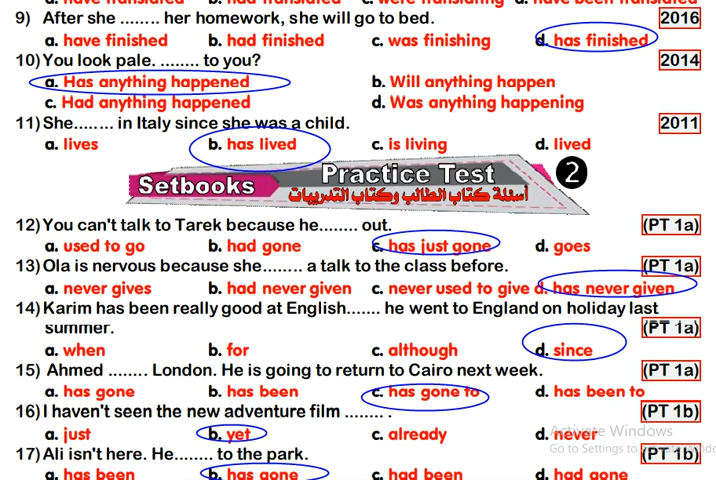 a. have translated b. had translated c. were translating d. have been translated
9) After she ........ her homework, she will go to bed. 2016
a. have finished b. had finished c. was finishing d. has finished
10) You look pale. ........ to you? 2014
a. Has anything happened b. Will anything happen
c. Had anything happened d. Was anything happening
11) She........ in Italy since she was a child. 2011
a. lives b. has lived c. is living d. lived
Setbooks Practice Test 2
أسئلة كتاب الطالب وكتاب التدريبات
12) You can't talk to Tarek because he........ out. (PT 1a)
a. used to go b. had gone c. has just gone d. goes
13) Ola is nervous because she........ a talk to the class before. (PT 1a)
a. never gives b. had never given c. never used to give d. has never given
14) Karim has been really good at English....... he went to England on holiday last
summer. (PT 1a)
a. when b. for c. although d. since
15) Ahmed ........ London. He is going to return to Cairo next week. (PT 1a)
a. has gone b. has been c. has gone to d. has been to
16) I haven't seen the new adventure film ........ . (PT 1b)
a. just b. yet c. already d. never
Activate Windows
Go to Settings to
17) Ali isn't here. He........ to the park. (PT 1b)
a. has been b. has gone c. had been d. had gone